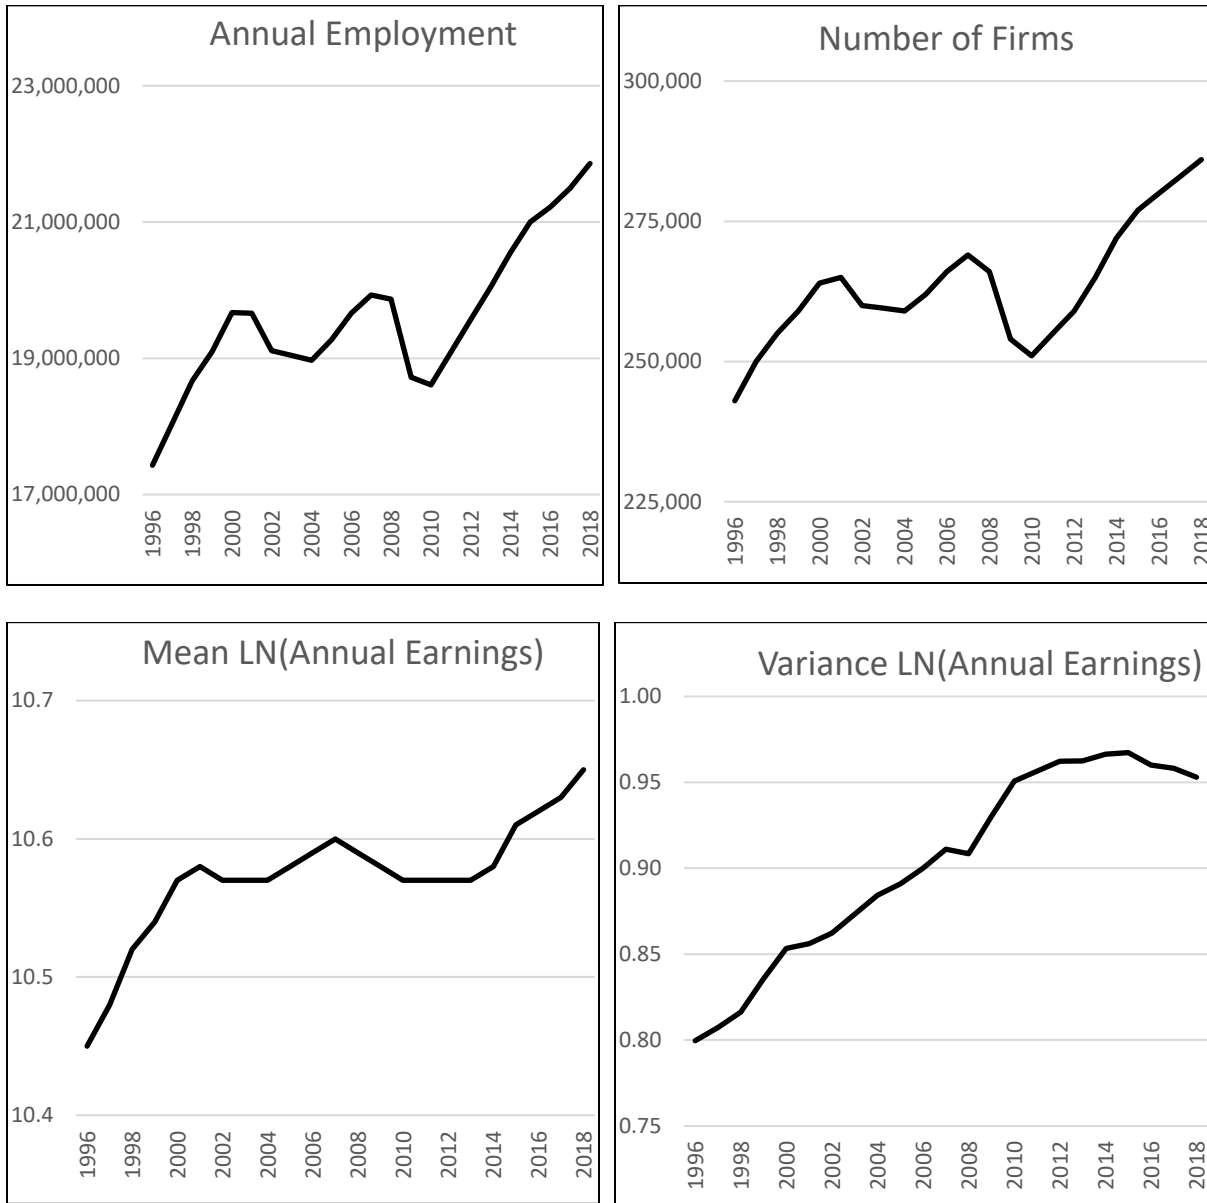 Annual Employment
23,000,000
21,000,000
19,000,000
17,000,000
1996 1998 2000 2002 2004 2006 2008 2010 2012 2014 2016 2018
Number of Firms
300,000
275,000
250,000
225,000
1996 1998 2000 2002 2004 2006 2008 2010 2012 2014 2016 2018
Mean LN(Annual Earnings)
10.7
10.6
10.5
10.4
1996 1998 2000 2002 2004 2006 2008 2010 2012 2014 2016 2018
Variance LN(Annual Earnings)
1.00
0.95
0.90
0.85
0.80
0.75
1996 1998 2000 2002 2004 2006 2008 2010 2012 2014 2016 2018